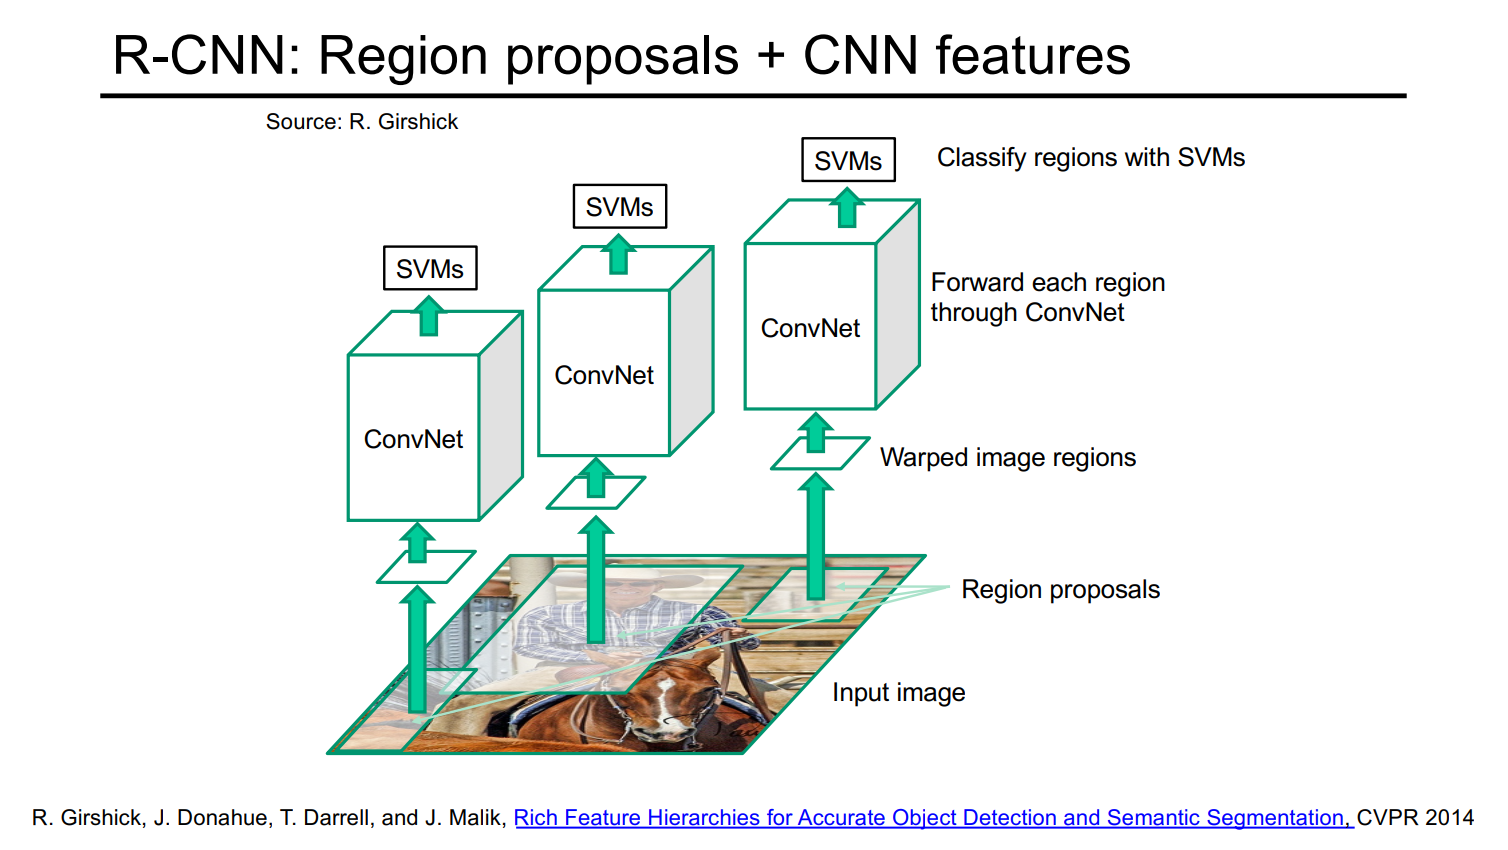 R-CNN: Region proposals + CNN features
Source: R. Girshick
SVMs
Classify regions with SVMs
SVMs
SVMs
ConvNet
Forward each region
through ConvNet
ConvNet
ConvNet
Warped image regions
Region proposals
Input image
R. Girshick, J. Donahue, T. Darrell, and J. Malik, Rich Feature Hierarchies for Accurate Object Detection and Semantic Segmentation, CVPR 2014